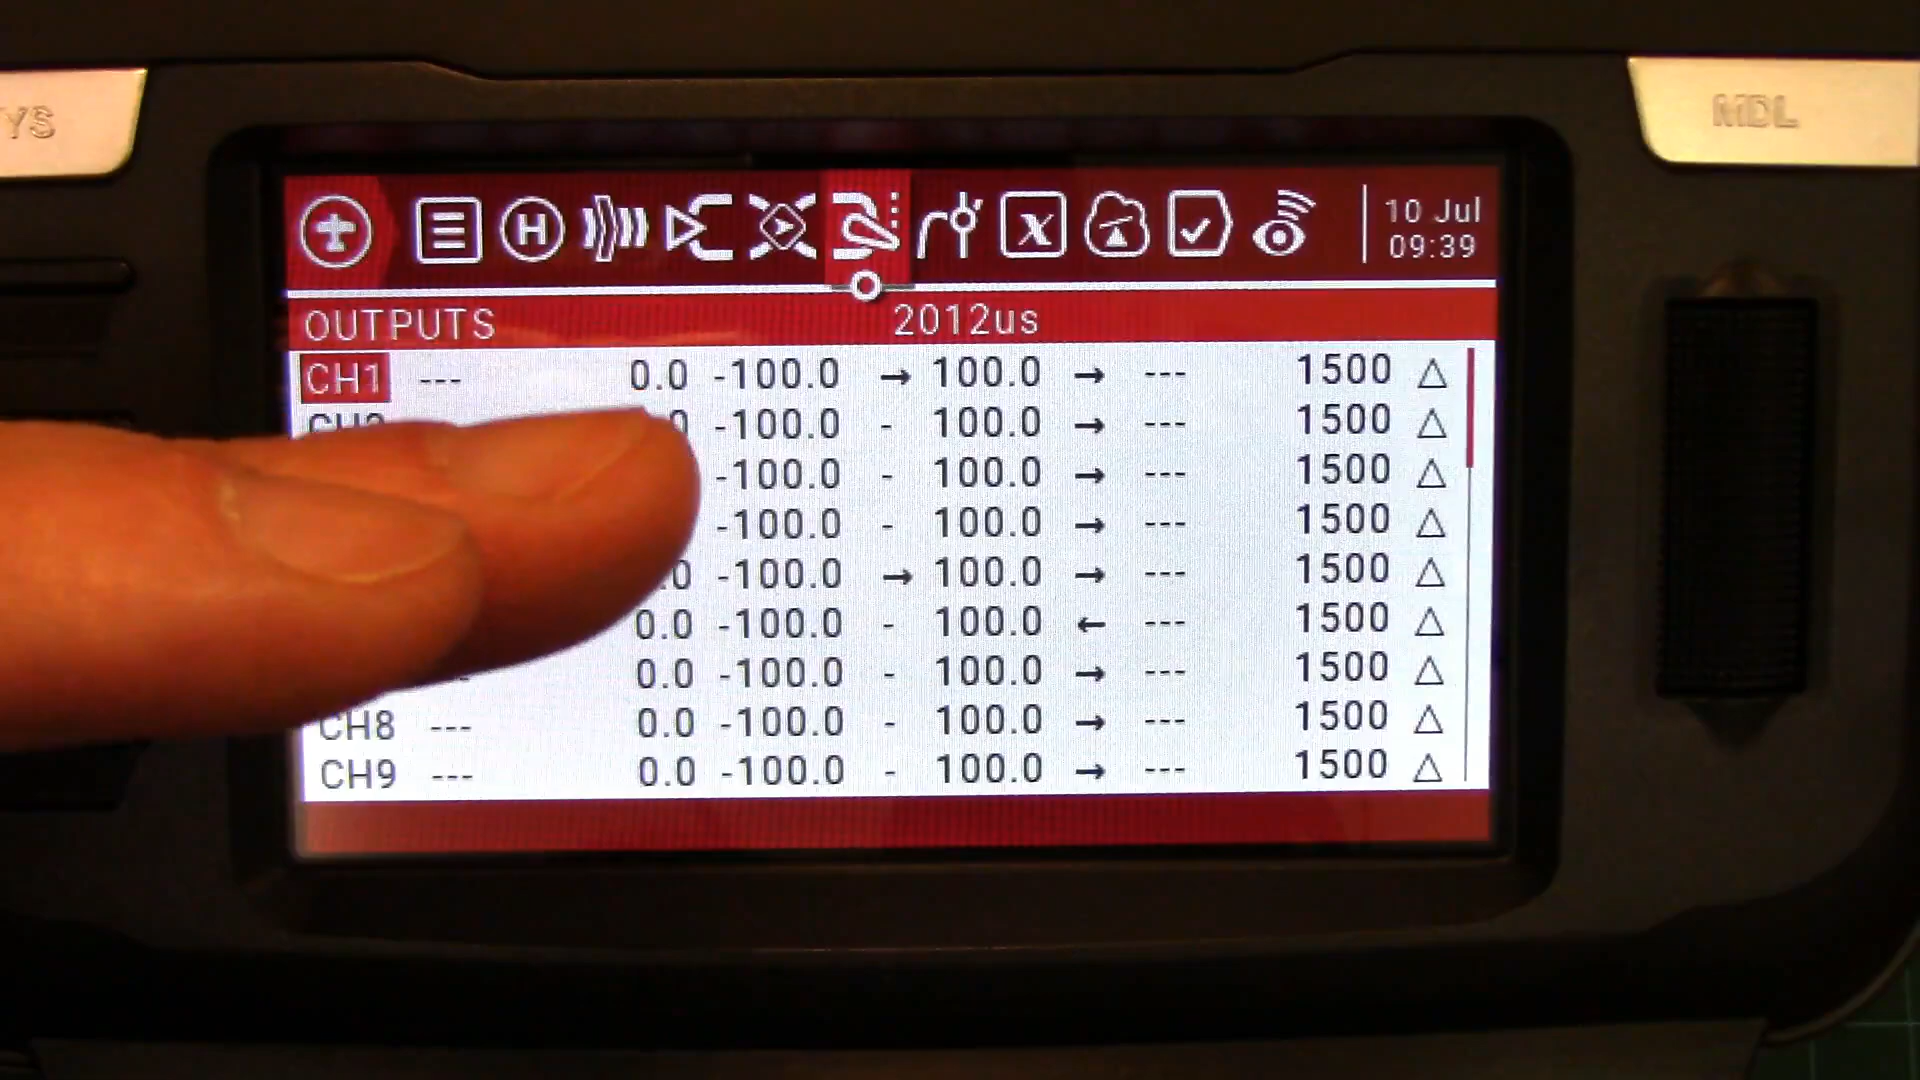 YS
MDL
10 Jul
09:39
OUTPUTS 2012us
CH1 --- 0.0 -100.0 → 100.0 → --- 1500 △
CH2 -100.0 - 100.0 → --- 1500 △
-100.0 - 100.0 → --- 1500 △
-100.0 - 100.0 → --- 1500 △
.0 -100.0 → 100.0 → --- 1500 △
0.0 -100.0 - 100.0 ← --- 1500 △
0.0 -100.0 - 100.0 → --- 1500 △
CH8 --- 0.0 -100.0 - 100.0 → --- 1500 △
CH9 --- 0.0 -100.0 - 100.0 → --- 1500 △